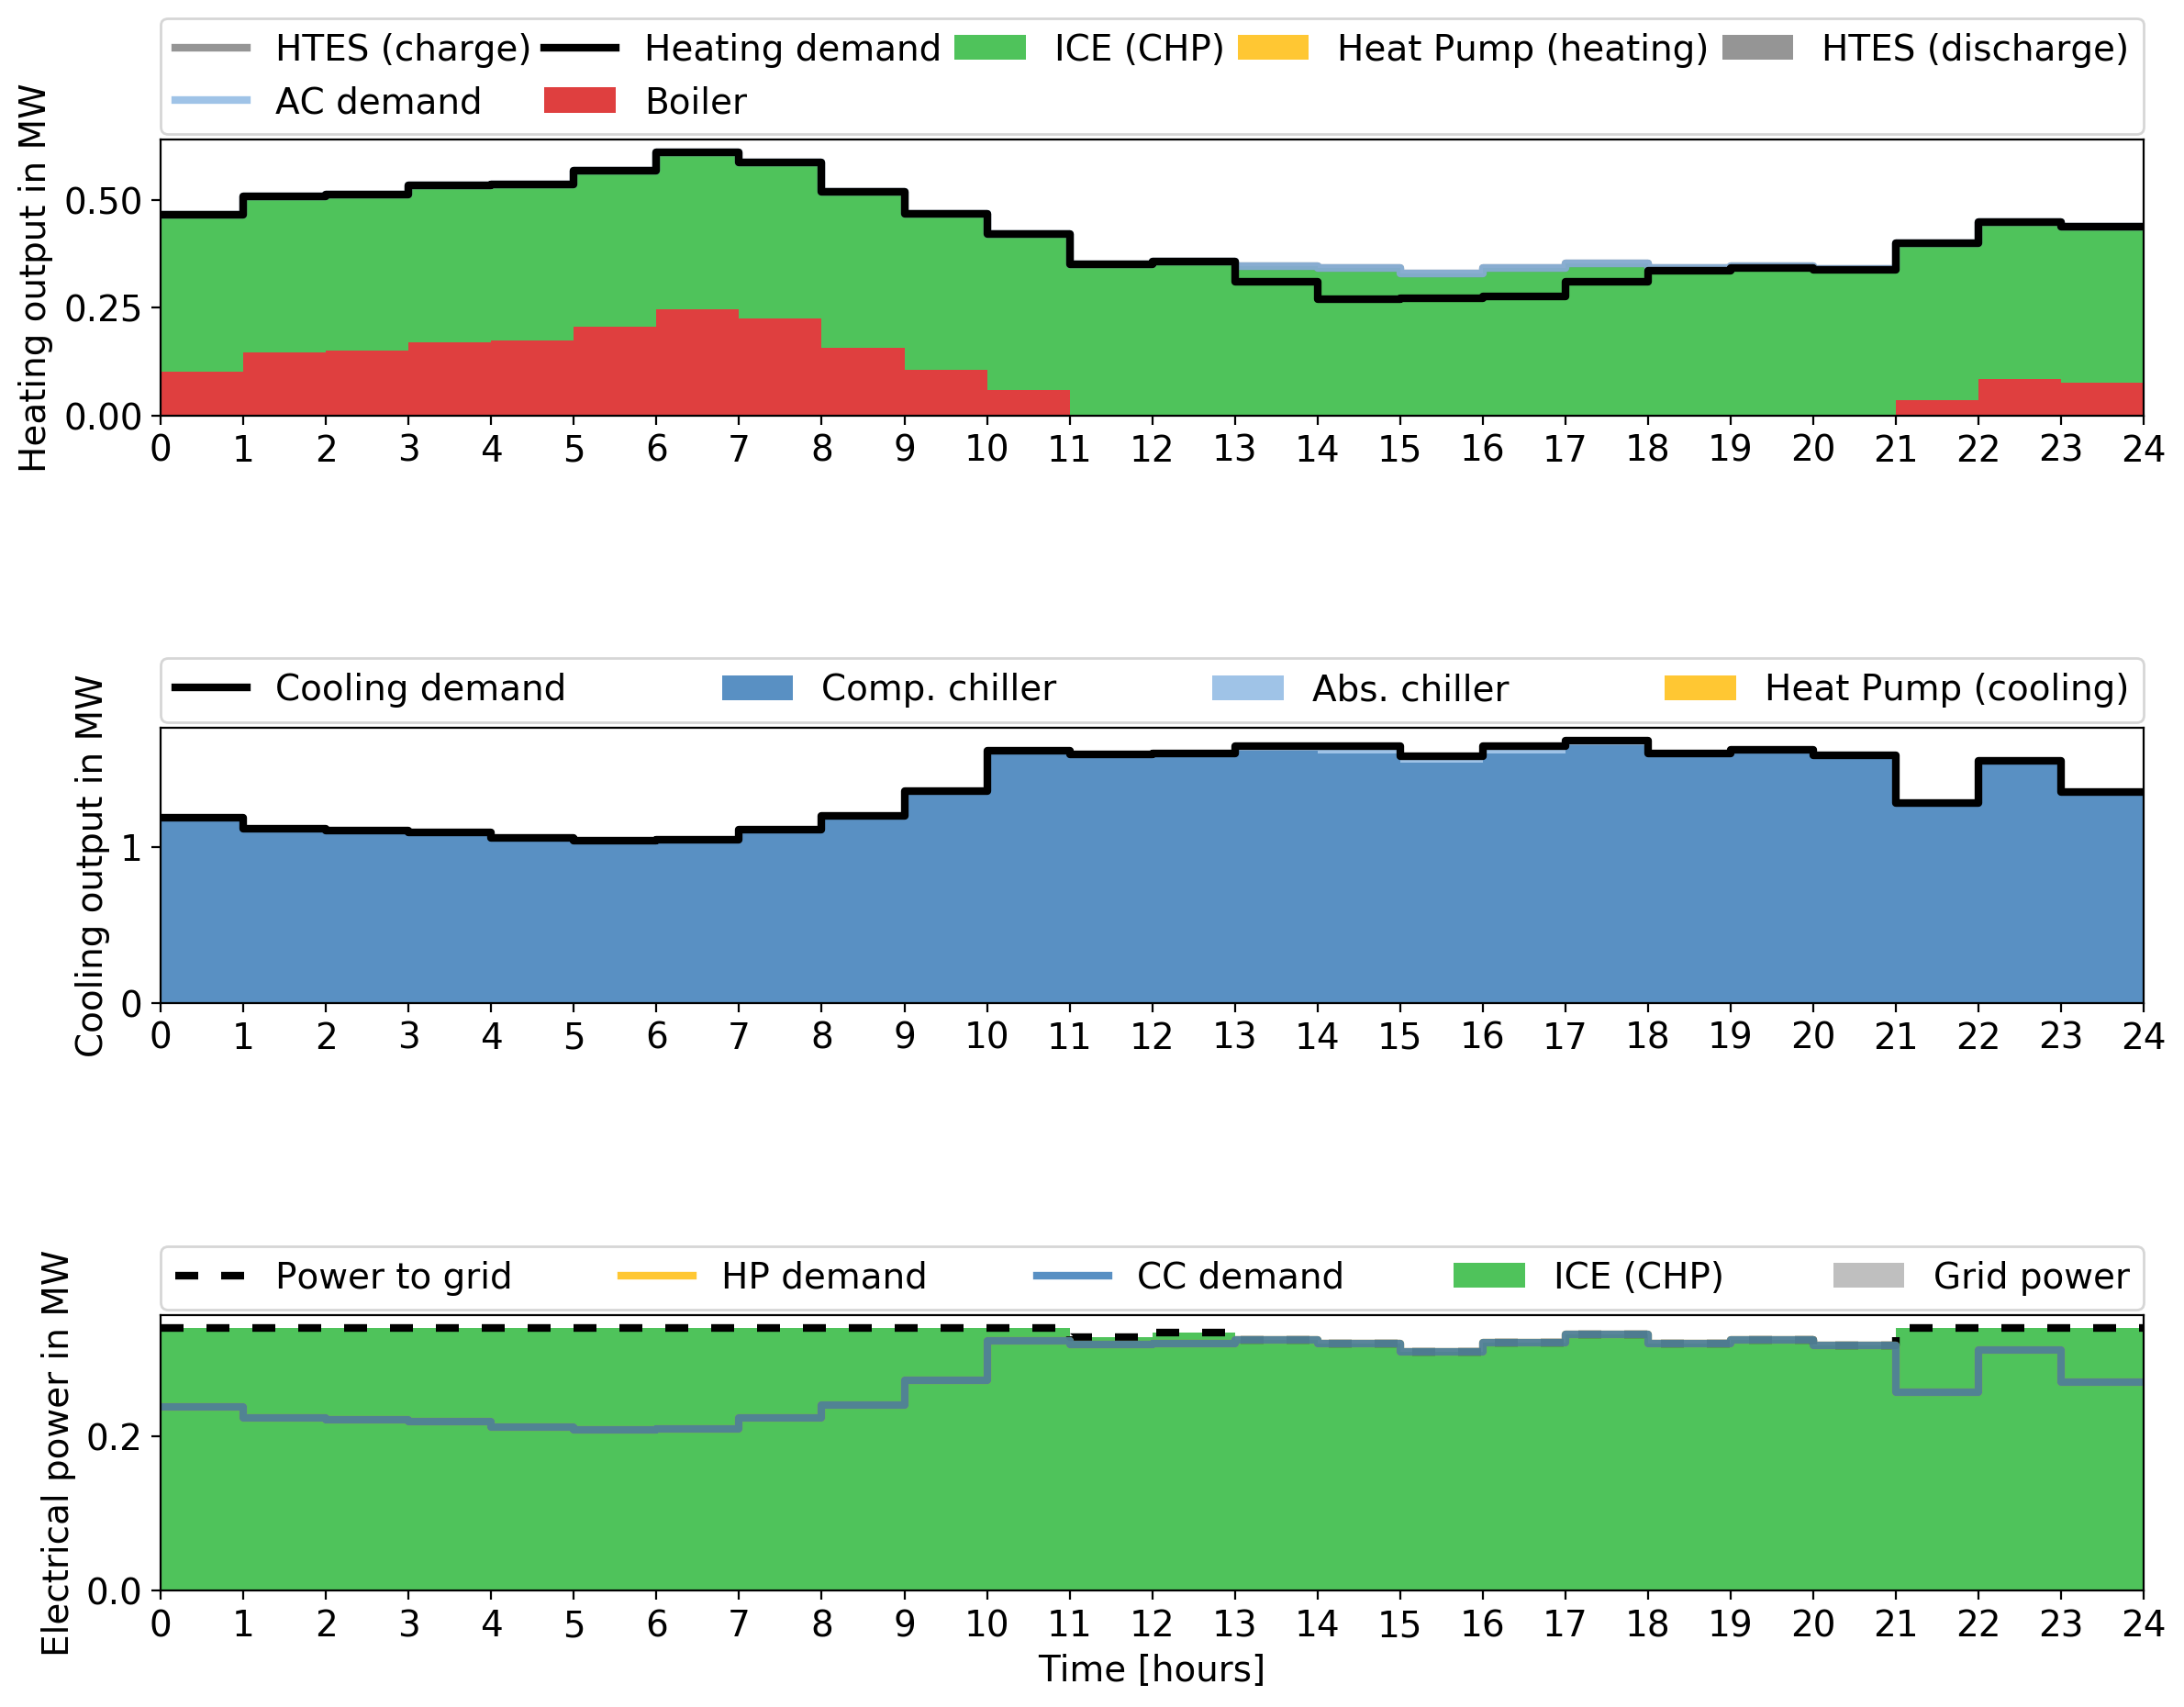 HTES (charge) Heating demand ICE (CHP) Heat Pump (heating) HTES (discharge)
AC demand Boiler
Heating output in MW
0.50
0.25
0.00
0 1 2 3 4 5 6 7 8 9 10 11 12 13 14 15 16 17 18 19 20 21 22 23 24
Cooling demand Comp. chiller Abs. chiller Heat Pump (cooling)
Cooling output in MW
1
0
0 1 2 3 4 5 6 7 8 9 10 11 12 13 14 15 16 17 18 19 20 21 22 23 24
Power to grid HP demand CC demand ICE (CHP) Grid power
Electrical power in MW
0.2
0.0
0 1 2 3 4 5 6 7 8 9 10 11 12 13 14 15 16 17 18 19 20 21 22 23 24
Time [hours]